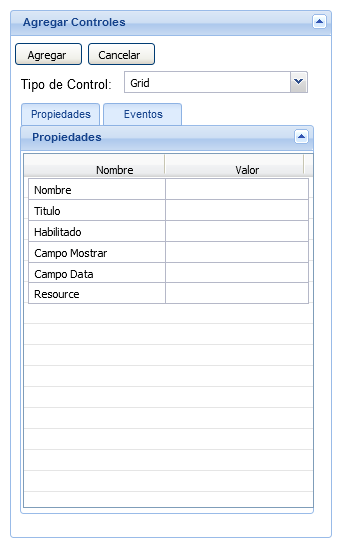 Agregar Controles
Agregar Cancelar
Tipo de Control: Grid
Propiedades Eventos
Propiedades
Nombre Valor
Nombre
Titulo
Habilitado
Campo Mostrar
Campo Data
Resource